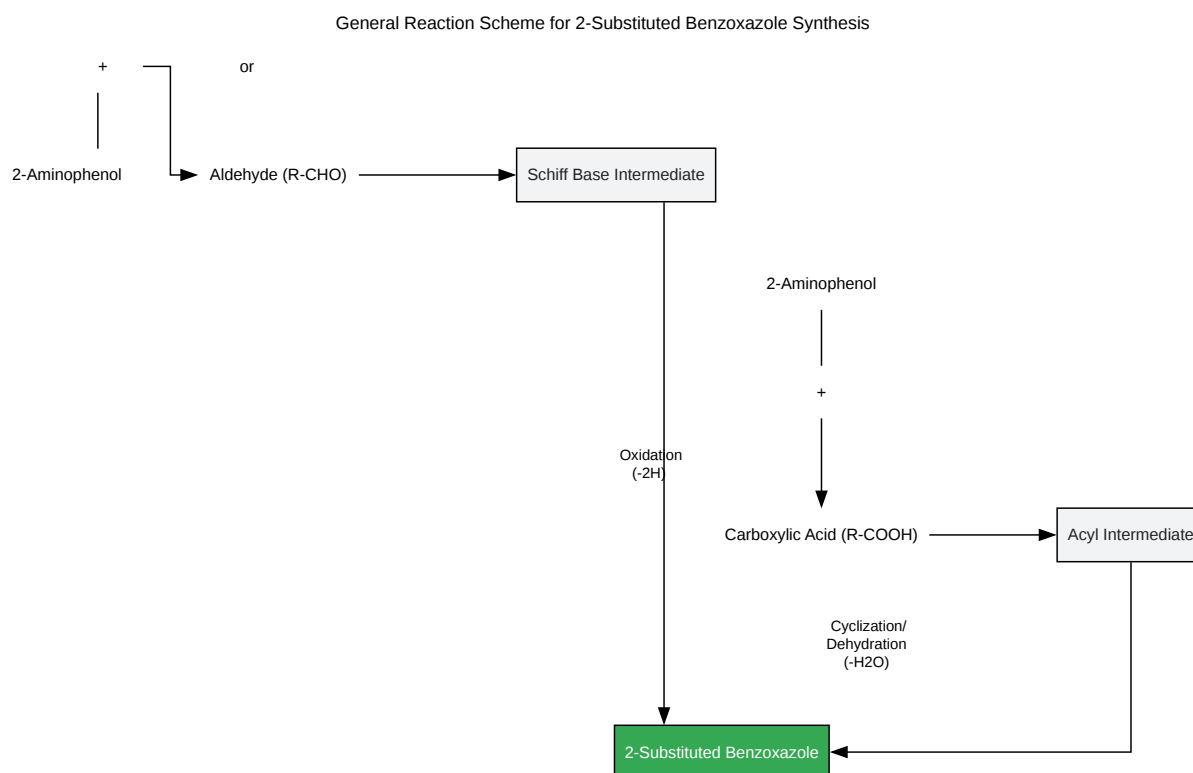 General Reaction Scheme for 2-Substituted Benzoxazole Synthesis
+
or
2-Aminophenol
Aldehyde (R-CHO)
Schiff Base Intermediate
2-Aminophenol
+
Oxidation
(-2H)
Carboxylic Acid (R-COOH)
Acyl Intermediate
Cyclization/
Dehydration
(-H2O)
2-Substituted Benzoxazole